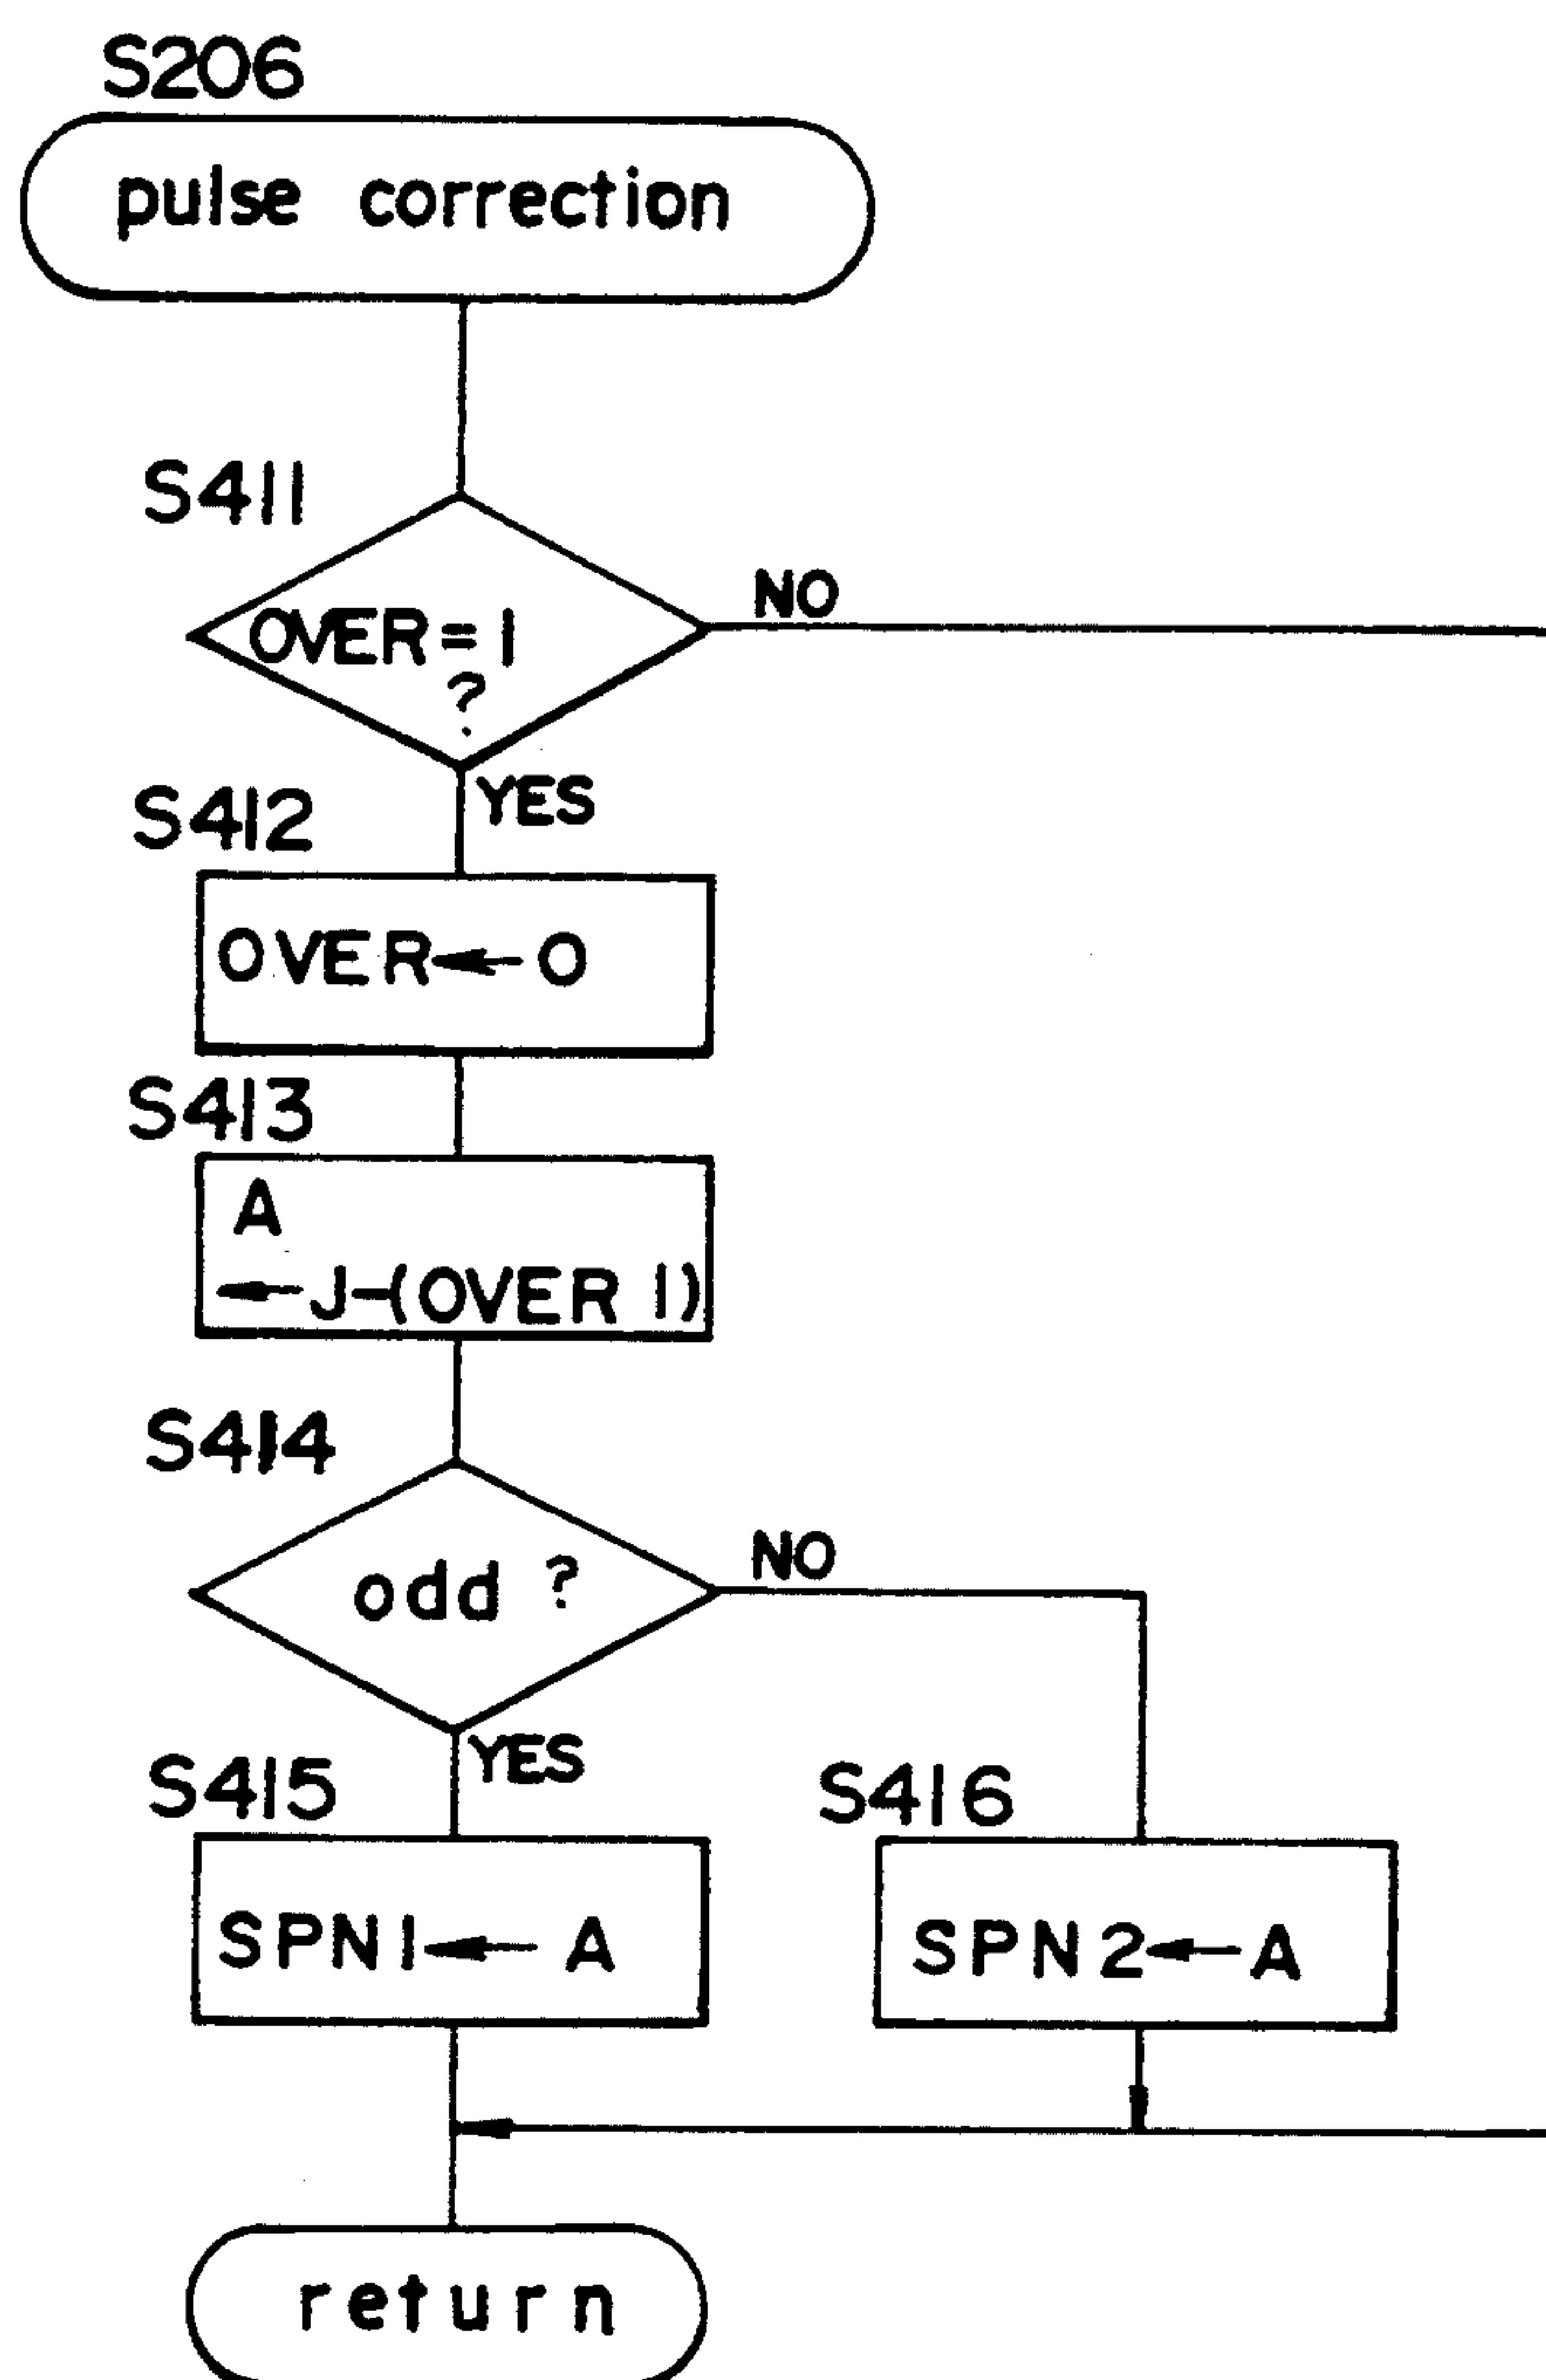 S206
pulse correction
S411
OVER=1
?
NO
YES
S412
OVER←0
S413
A
←J-(OVER 1)
S414
odd ?
NO
YES
S415
SPN1← A
S416
SPN2←A
return